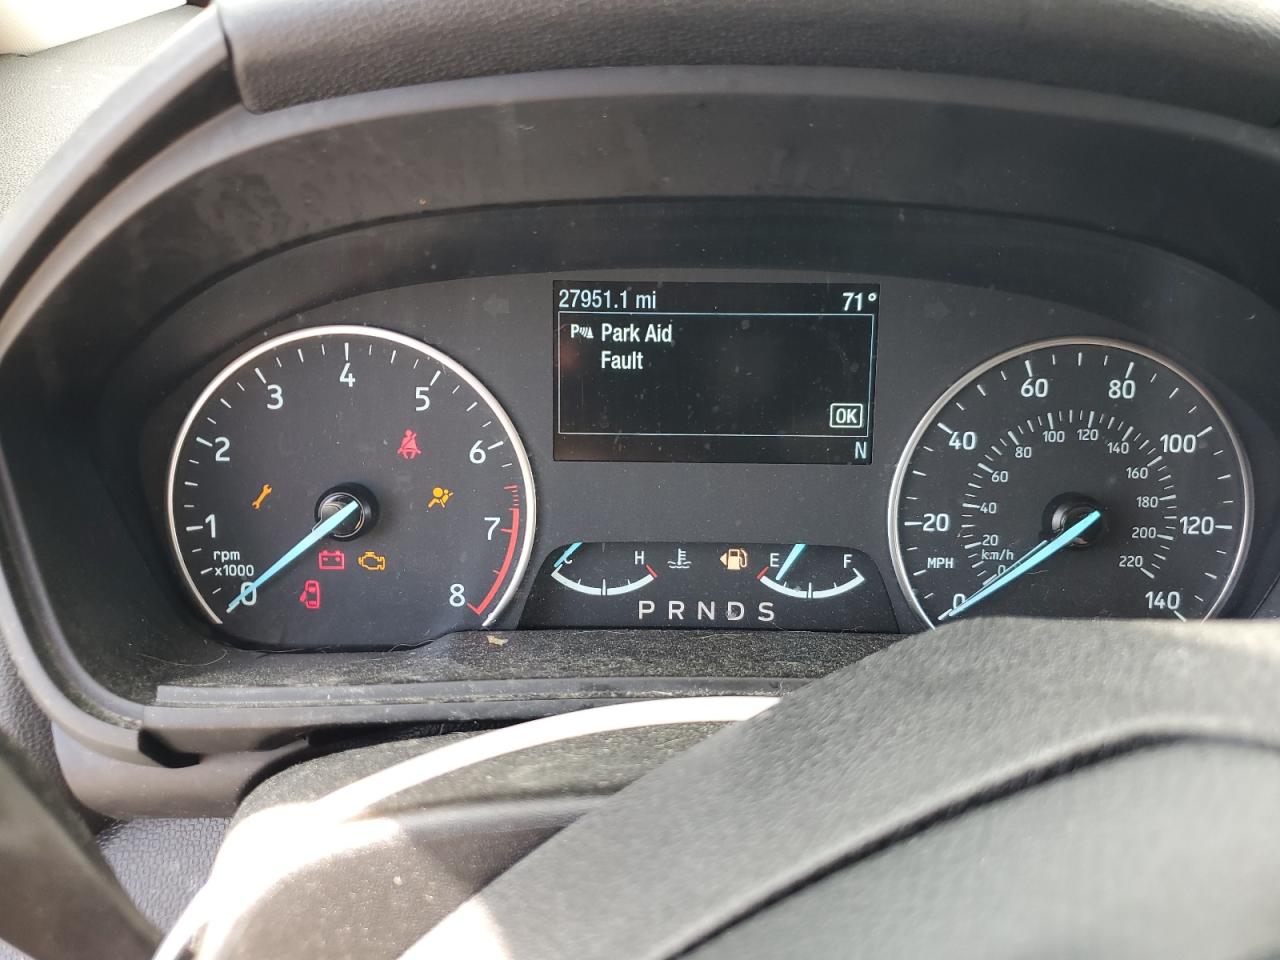 27951.1 mi 71°
P Park Aid
Fault
OK
N
0 1 2 3 4 5 6 7 8
rpm
x1000
C H
E F
P R N D S
0 20 40 60 80 100 120 140
MPH
0 20 40 60 80 100 120 140 160 180 200 220
km/h